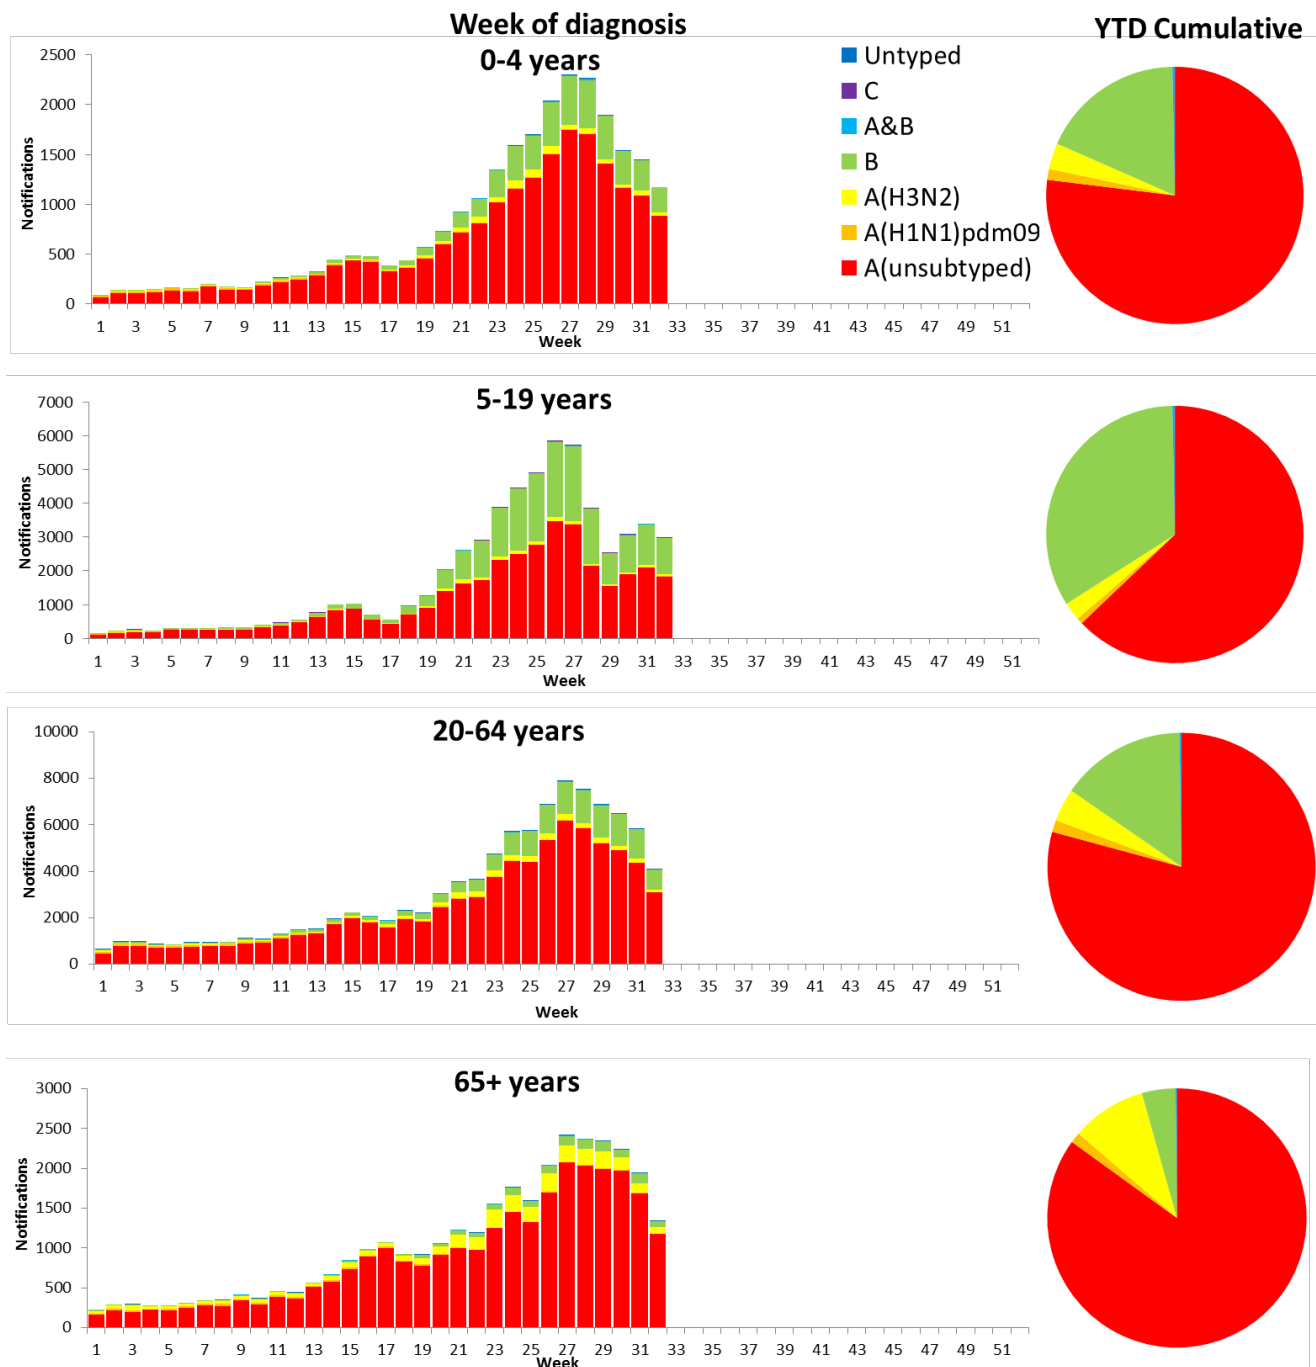 Week of diagnosis
YTD Cumulative
0-4 years
Notifications
2500
2000
1500
1000
500
0
1 3 5 7 9 11 13 15 17 19 21 23 25 27 29 31 33 35 37 39 41 43 45 47 49 51
Week
Untyped
C
A&B
B
A(H3N2)
A(H1N1)pdm09
A(unsubtyped)
5-19 years
Notifications
7000
6000
5000
4000
3000
2000
1000
0
1 3 5 7 9 11 13 15 17 19 21 23 25 27 29 31 33 35 37 39 41 43 45 47 49 51
Week
20-64 years
Notifications
10000
8000
6000
4000
2000
0
1 3 5 7 9 11 13 15 17 19 21 23 25 27 29 31 33 35 37 39 41 43 45 47 49 51
Week
65+ years
Notifications
3000
2500
2000
1500
1000
500
0
1 3 5 7 9 11 13 15 17 19 21 23 25 27 29 31 33 35 37 39 41 43 45 47 49 51
Week